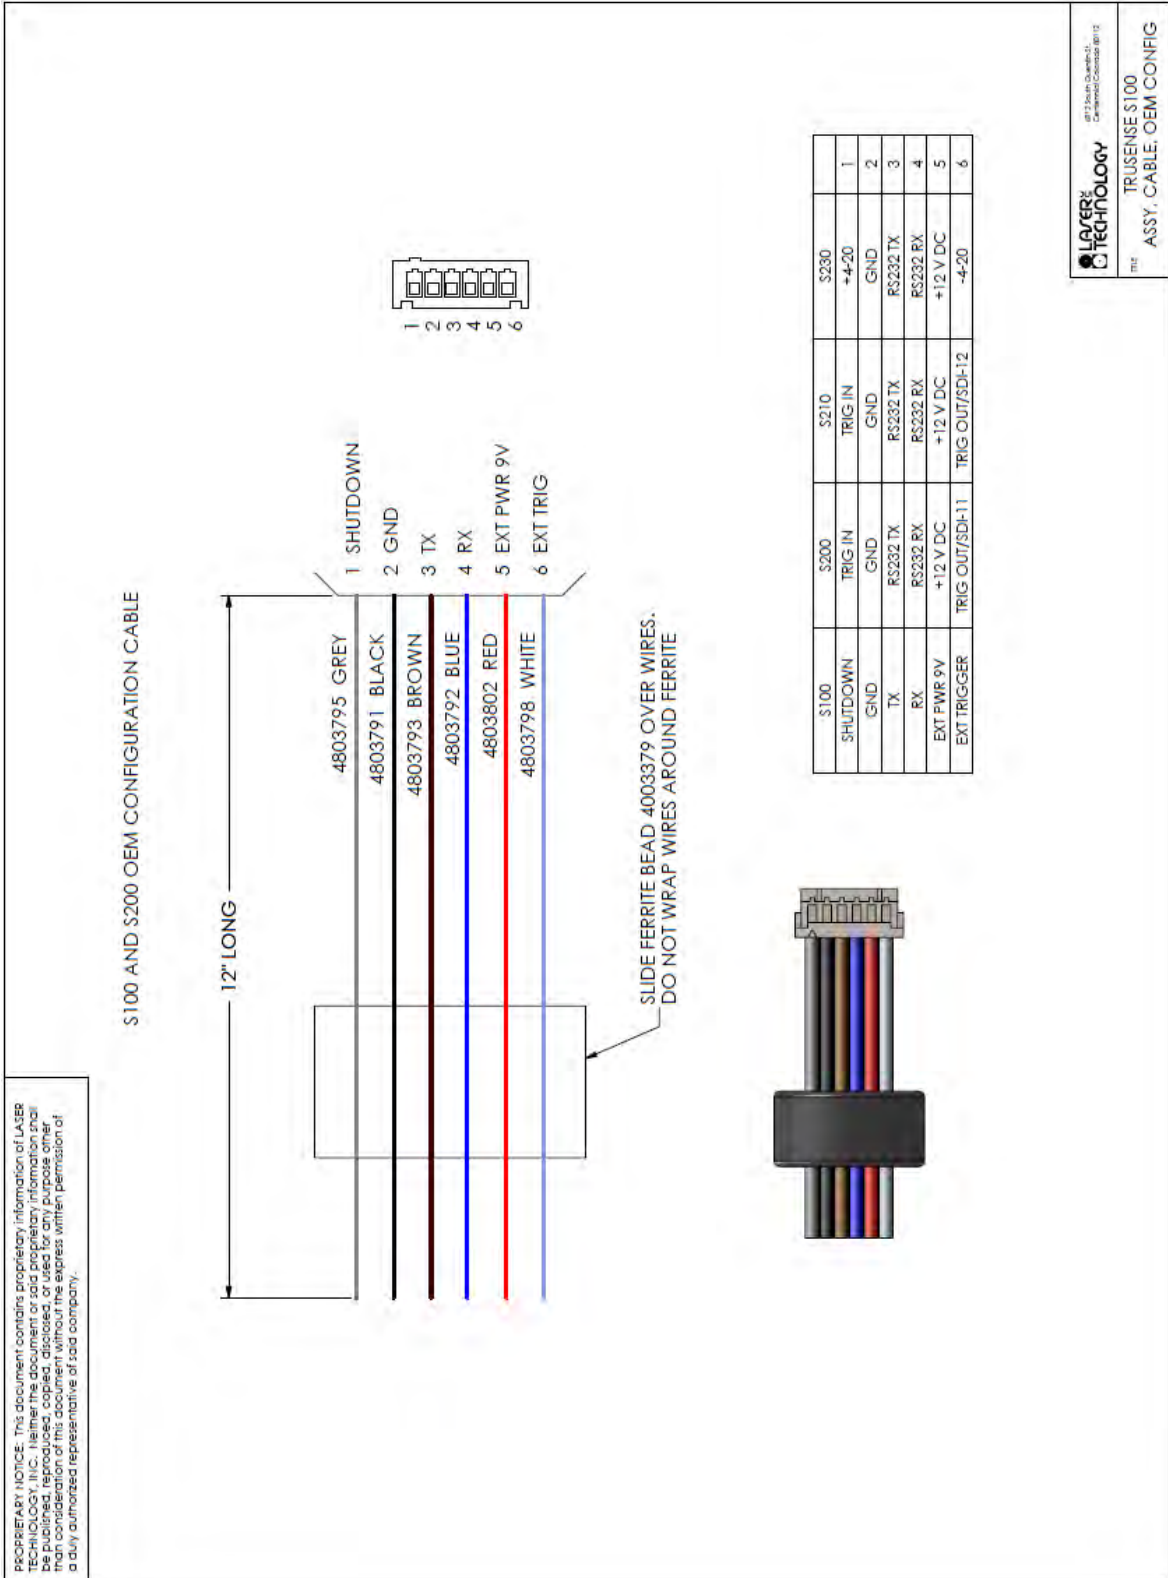 PROPRIETARY NOTICE: This document contains proprietary information of LASER
TECHNOLOGY, INC. Neither the document or said proprietary information shall
be published, reproduced, copied, disclosed, or used for any purpose other
than consideration of this document without the express written permission of
a duly authorized representative of said company.
S100 AND S200 OEM CONFIGURATION CABLE
12" LONG
4803795 GREY 1 SHUTDOWN
4803791 BLACK 2 GND
4803793 BROWN 3 TX
4803792 BLUE 4 RX
4803802 RED 5 EXT PWR 9V
4803798 WHITE 6 EXT TRIG
1
2
3
4
5
6
SLIDE FERRITE BEAD 4003379 OVER WIRES.
DO NOT WRAP WIRES AROUND FERRITE
S100 S200 S210 S230
SHUTDOWN TRIG IN TRIG IN +4-20 1
GND GND GND GND 2
TX RS232 TX RS232 TX RS232 TX 3
RX RS232 RX RS232 RX RS232 RX 4
EXT PWR 9V +12 V DC +12 V DC +12 V DC 5
EXT TRIGGER TRIG OUT/SDI-11 TRIG OUT/SDI-12 -4-20 6
LASER
TECHNOLOGY
TITLE
TRUSENSE S100
ASSY, CABLE, OEM CONFIG